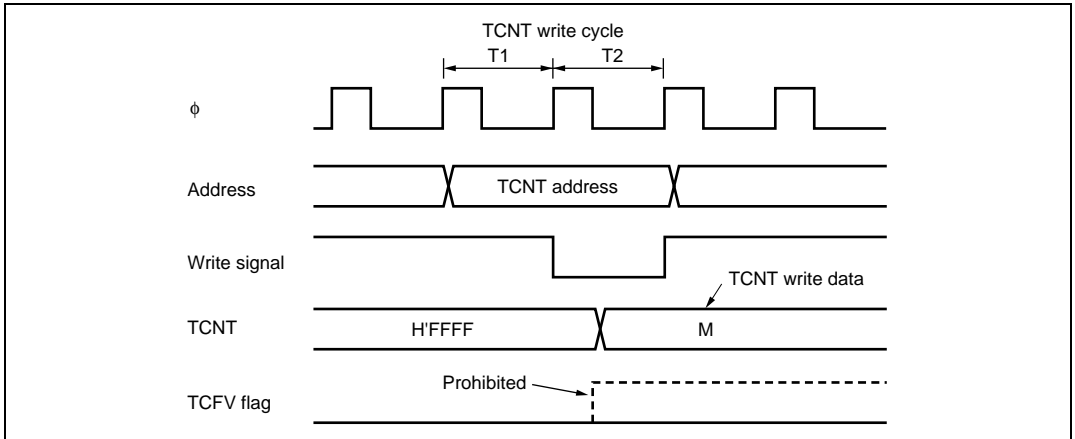 TCNT write cycle
T1 T2
ϕ
Address
TCNT address
Write signal
TCNT write data
TCNT
H'FFFF
M
Prohibited
TCFV flag